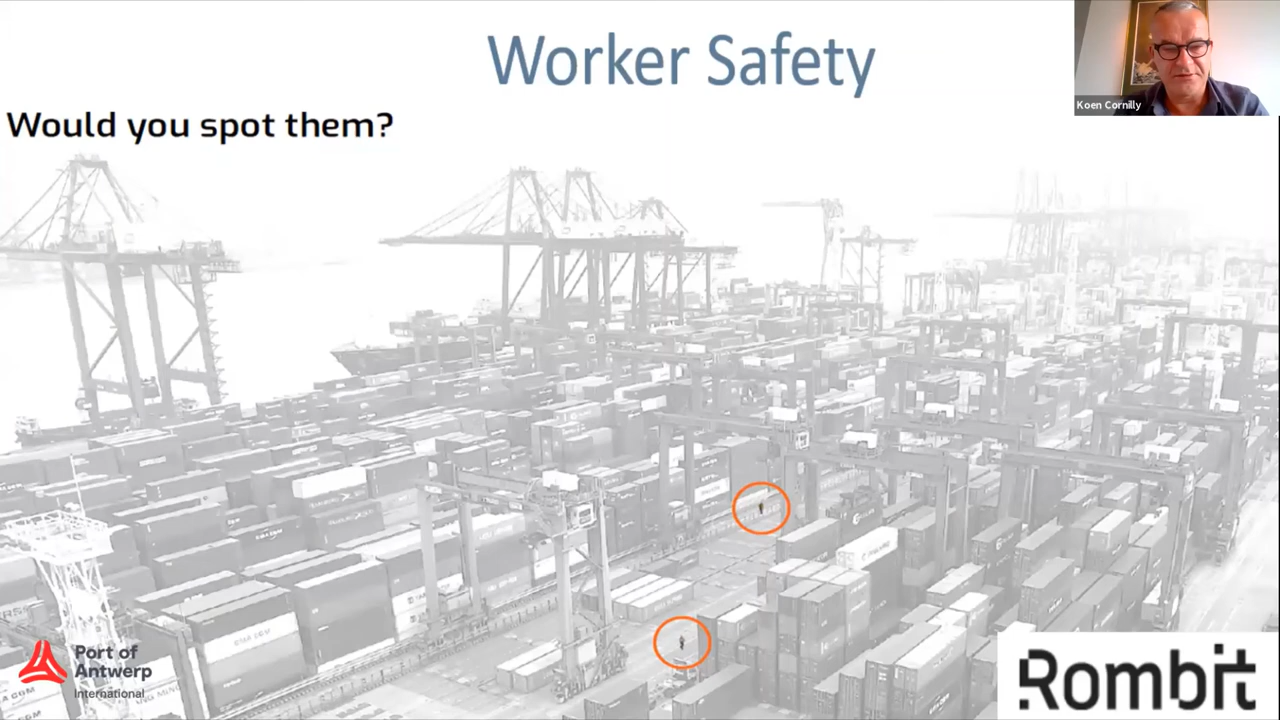 Worker Safety
Koen Cornilly
Would you spot them?
Port of
Antwerp
International
Rombit